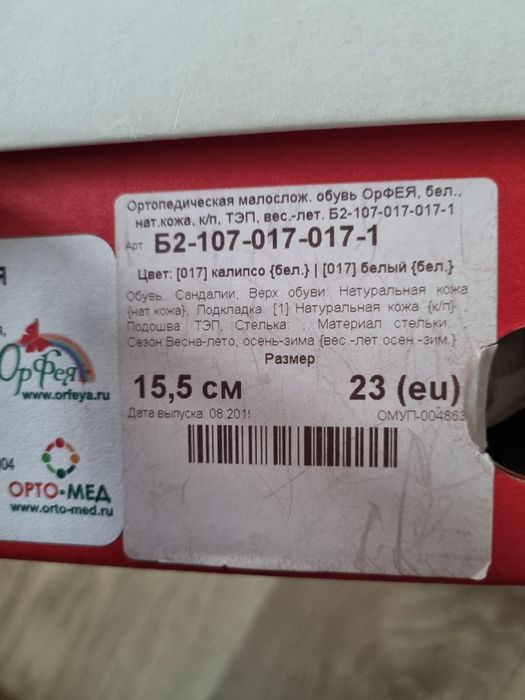 Ортопедическая малослож. обувь ОрФЕЯ, бел.,
нат.кожа, к/п, ТЭП, вес.-лет. Б2-107-017-017-1
Арт. Б2-107-017-017-1
Цвет: [017] калипсо {бел.} | [017] белый {бел.}
Обувь: Сандалии, Верх обуви: Натуральная кожа
{нат.кожа}, Подкладка: [1] Натуральная кожа {к/п} ,
Подошва: ТЭП, Стелька: , Материал стельки:
Сезон:Весна-лето, осень-зима {вес.-лет.осен.-зим.}
Размер
15,5 см 23 (eu)
Дата выпуска: 08.201
ОМУП-004863
ОрФея
www.orfeya.ru
004
ОРТО•МЕД
www.orto-med.ru